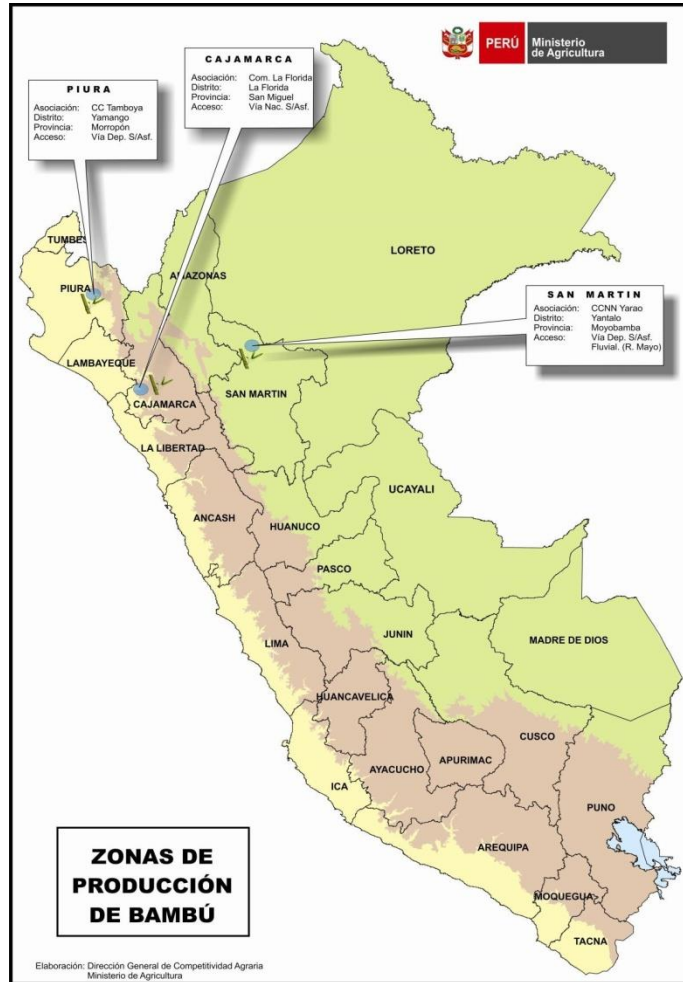 PERÚ
Ministerio
de Agricultura
CAJAMARCA
Asociación: Com. La Florida
Distrito: La Florida
Provincia: San Miguel
Acceso: Vía Nac. S/Asf.
PIURA
Asociación: CC Tamboya
Distrito: Yamango
Provincia: Morropón
Acceso: Vía Dep. S/Asf.
SAN MARTIN
Asociación: CCNN Yarao
Distrito: Yantalo
Provincia: Moyobamba
Acceso: Vía Dep. S/Asf.
Fluvial. (R. Mayo)
TUMBES
PIURA
AMAZONAS
LORETO
LAMBAYEQUE
CAJAMARCA
SAN MARTIN
LA LIBERTAD
ANCASH
HUANUCO
UCAYALI
PASCO
JUNIN
LIMA
MADRE DE DIOS
HUANCAVELICA
CUSCO
AYACUCHO
APURIMAC
ICA
PUNO
AREQUIPA
MOQUEGUA
TACNA
ZONAS DE
PRODUCCIÓN
DE BAMBÚ
Elaboración: Dirección General de Competitividad Agraria
Ministerio de Agricultura